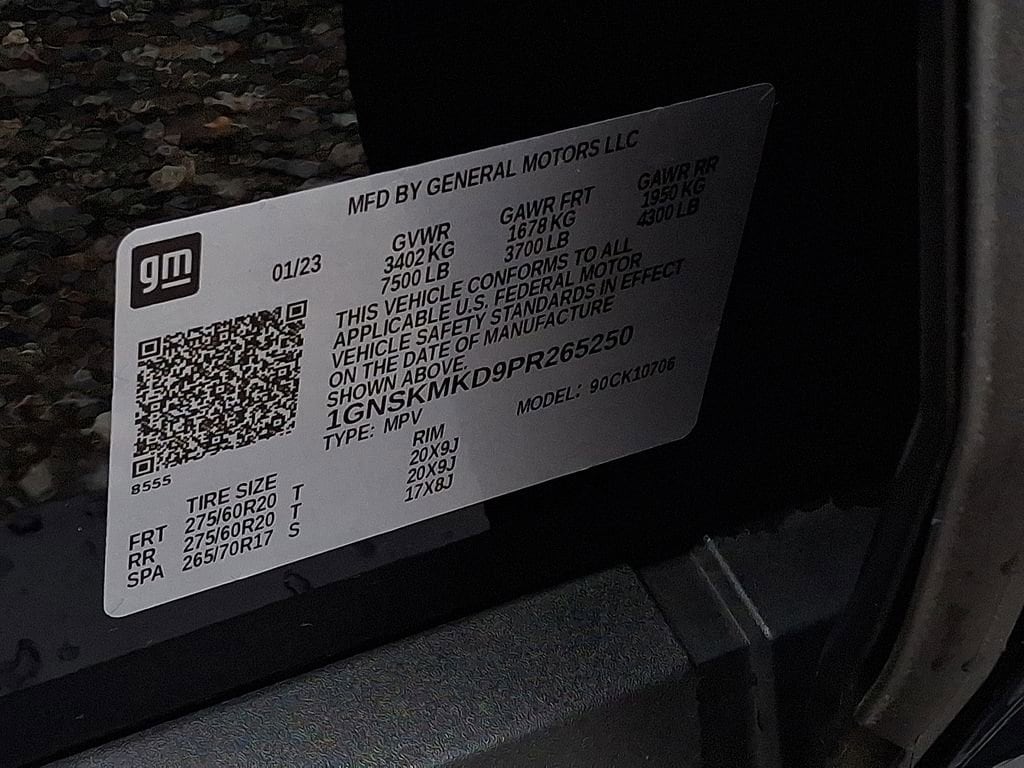 MFD BY GENERAL MOTORS LLC
gm
01/23
GVWR GAWR FRT GAWR RR
3402 KG 1678 KG 1950 KG
7500 LB 3700 LB 4300 LB
THIS VEHICLE CONFORMS TO ALL
APPLICABLE U.S. FEDERAL MOTOR
VEHICLE SAFETY STANDARDS IN EFFECT
ON THE DATE OF MANUFACTURE
SHOWN ABOVE.
1GNSKMKD9PR265250
TYPE: MPV MODEL: 90CK10706
8555
TIRE SIZE RIM
FRT 275/60R20 T 20X9J
RR 275/60R20 T 20X9J
SPA 265/70R17 S 17X8J